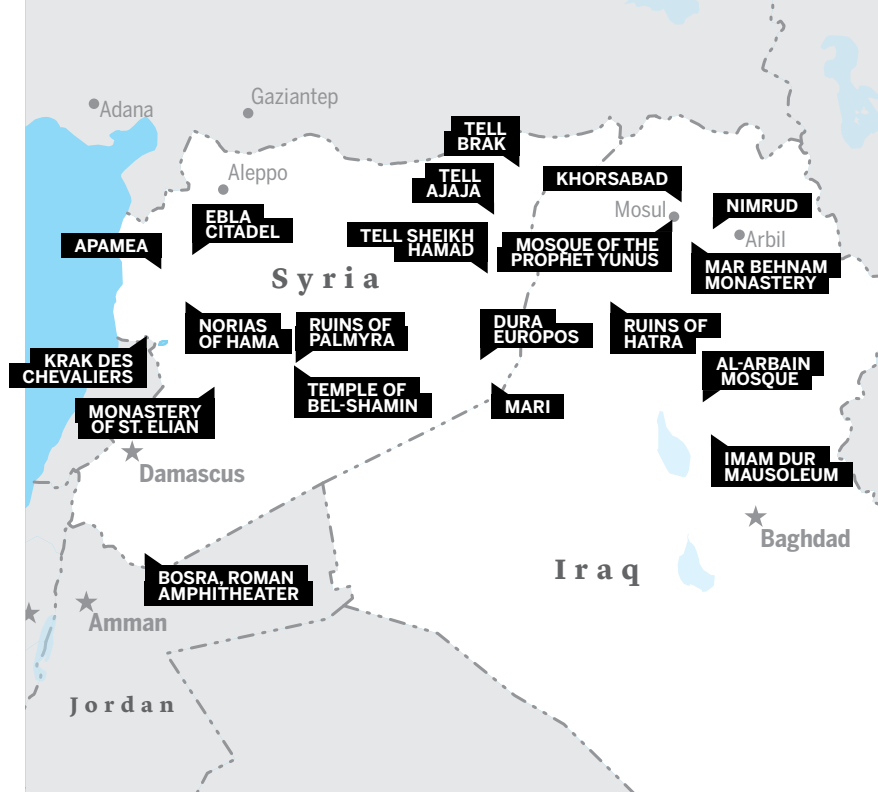 Adana
Gaziantep
TELL
BRAK
Aleppo
TELL
AJAJA
KHORSABAD
Mosul
NIMRUD
EBLA
CITADEL
APAMEA
TELL SHEIKH
HAMAD
MOSQUE OF THE
PROPHET YUNUS
Arbil
MAR BEHNAM
MONASTERY
Syria
NORIAS
OF HAMA
RUINS OF
PALMYRA
DURA
EUROPOS
RUINS OF
HATRA
KRAK DES
CHEVALIERS
AL-ARBAIN
MOSQUE
TEMPLE OF
BEL-SHAMIN
MARI
MONASTERY
OF ST. ELIAN
Damascus
IMAM DUR
MAUSOLEUM
Baghdad
Iraq
BOSRA, ROMAN
AMPHITHEATER
Amman
Jordan